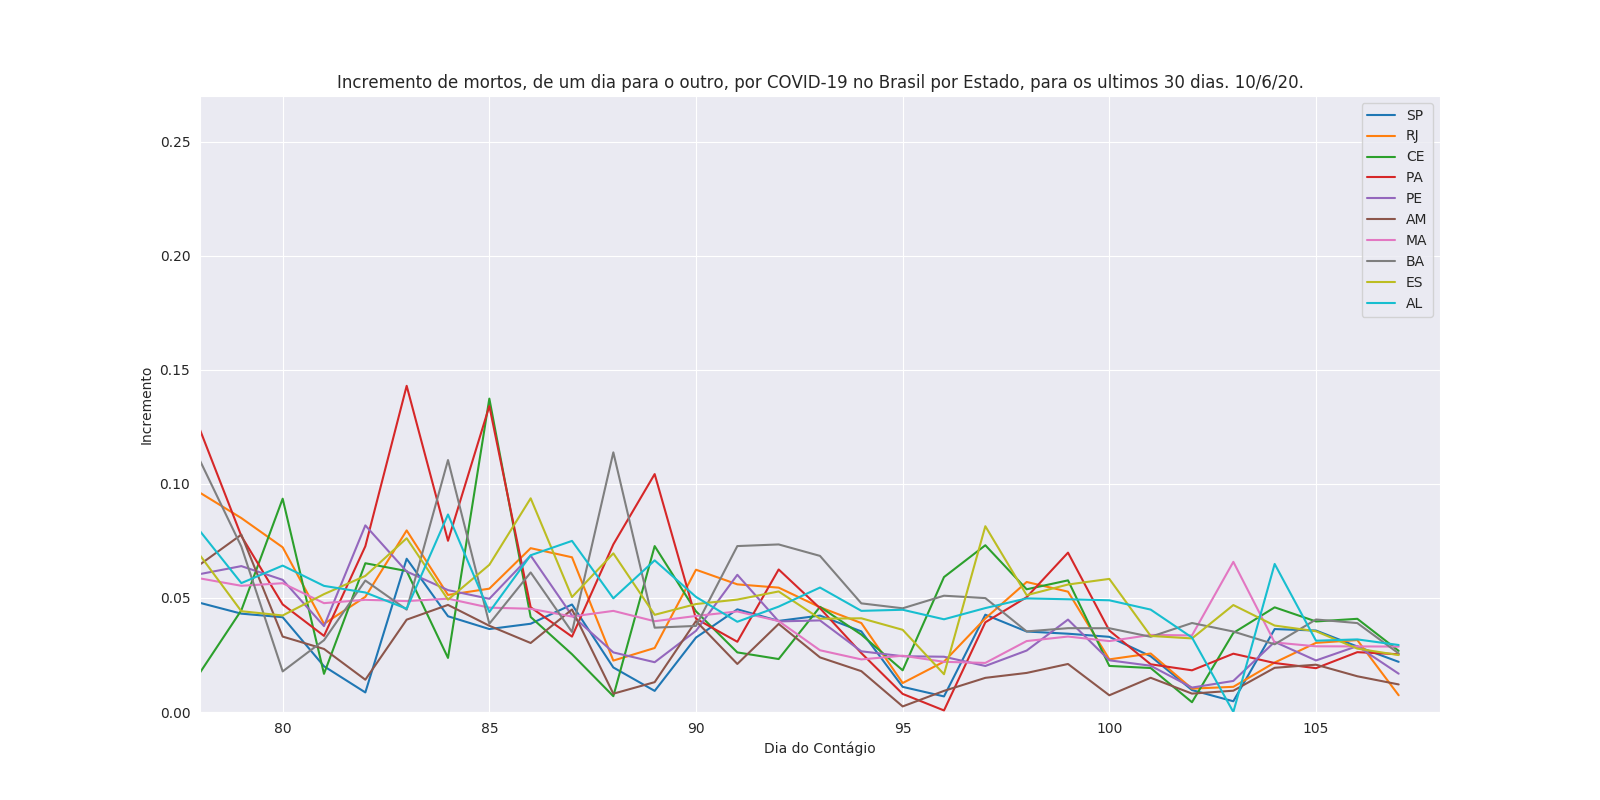 Incremento de mortos, de um dia para o outro, por COVID-19 no Brasil por Estado, para os ultimos 30 dias. 10/6/20.
SP
RJ
CE
PA
PE
AM
MA
BA
ES
AL
0.25
0.20
0.15
0.10
0.05
0.00
Incremento
80 85 90 95 100 105
Dia do Contágio